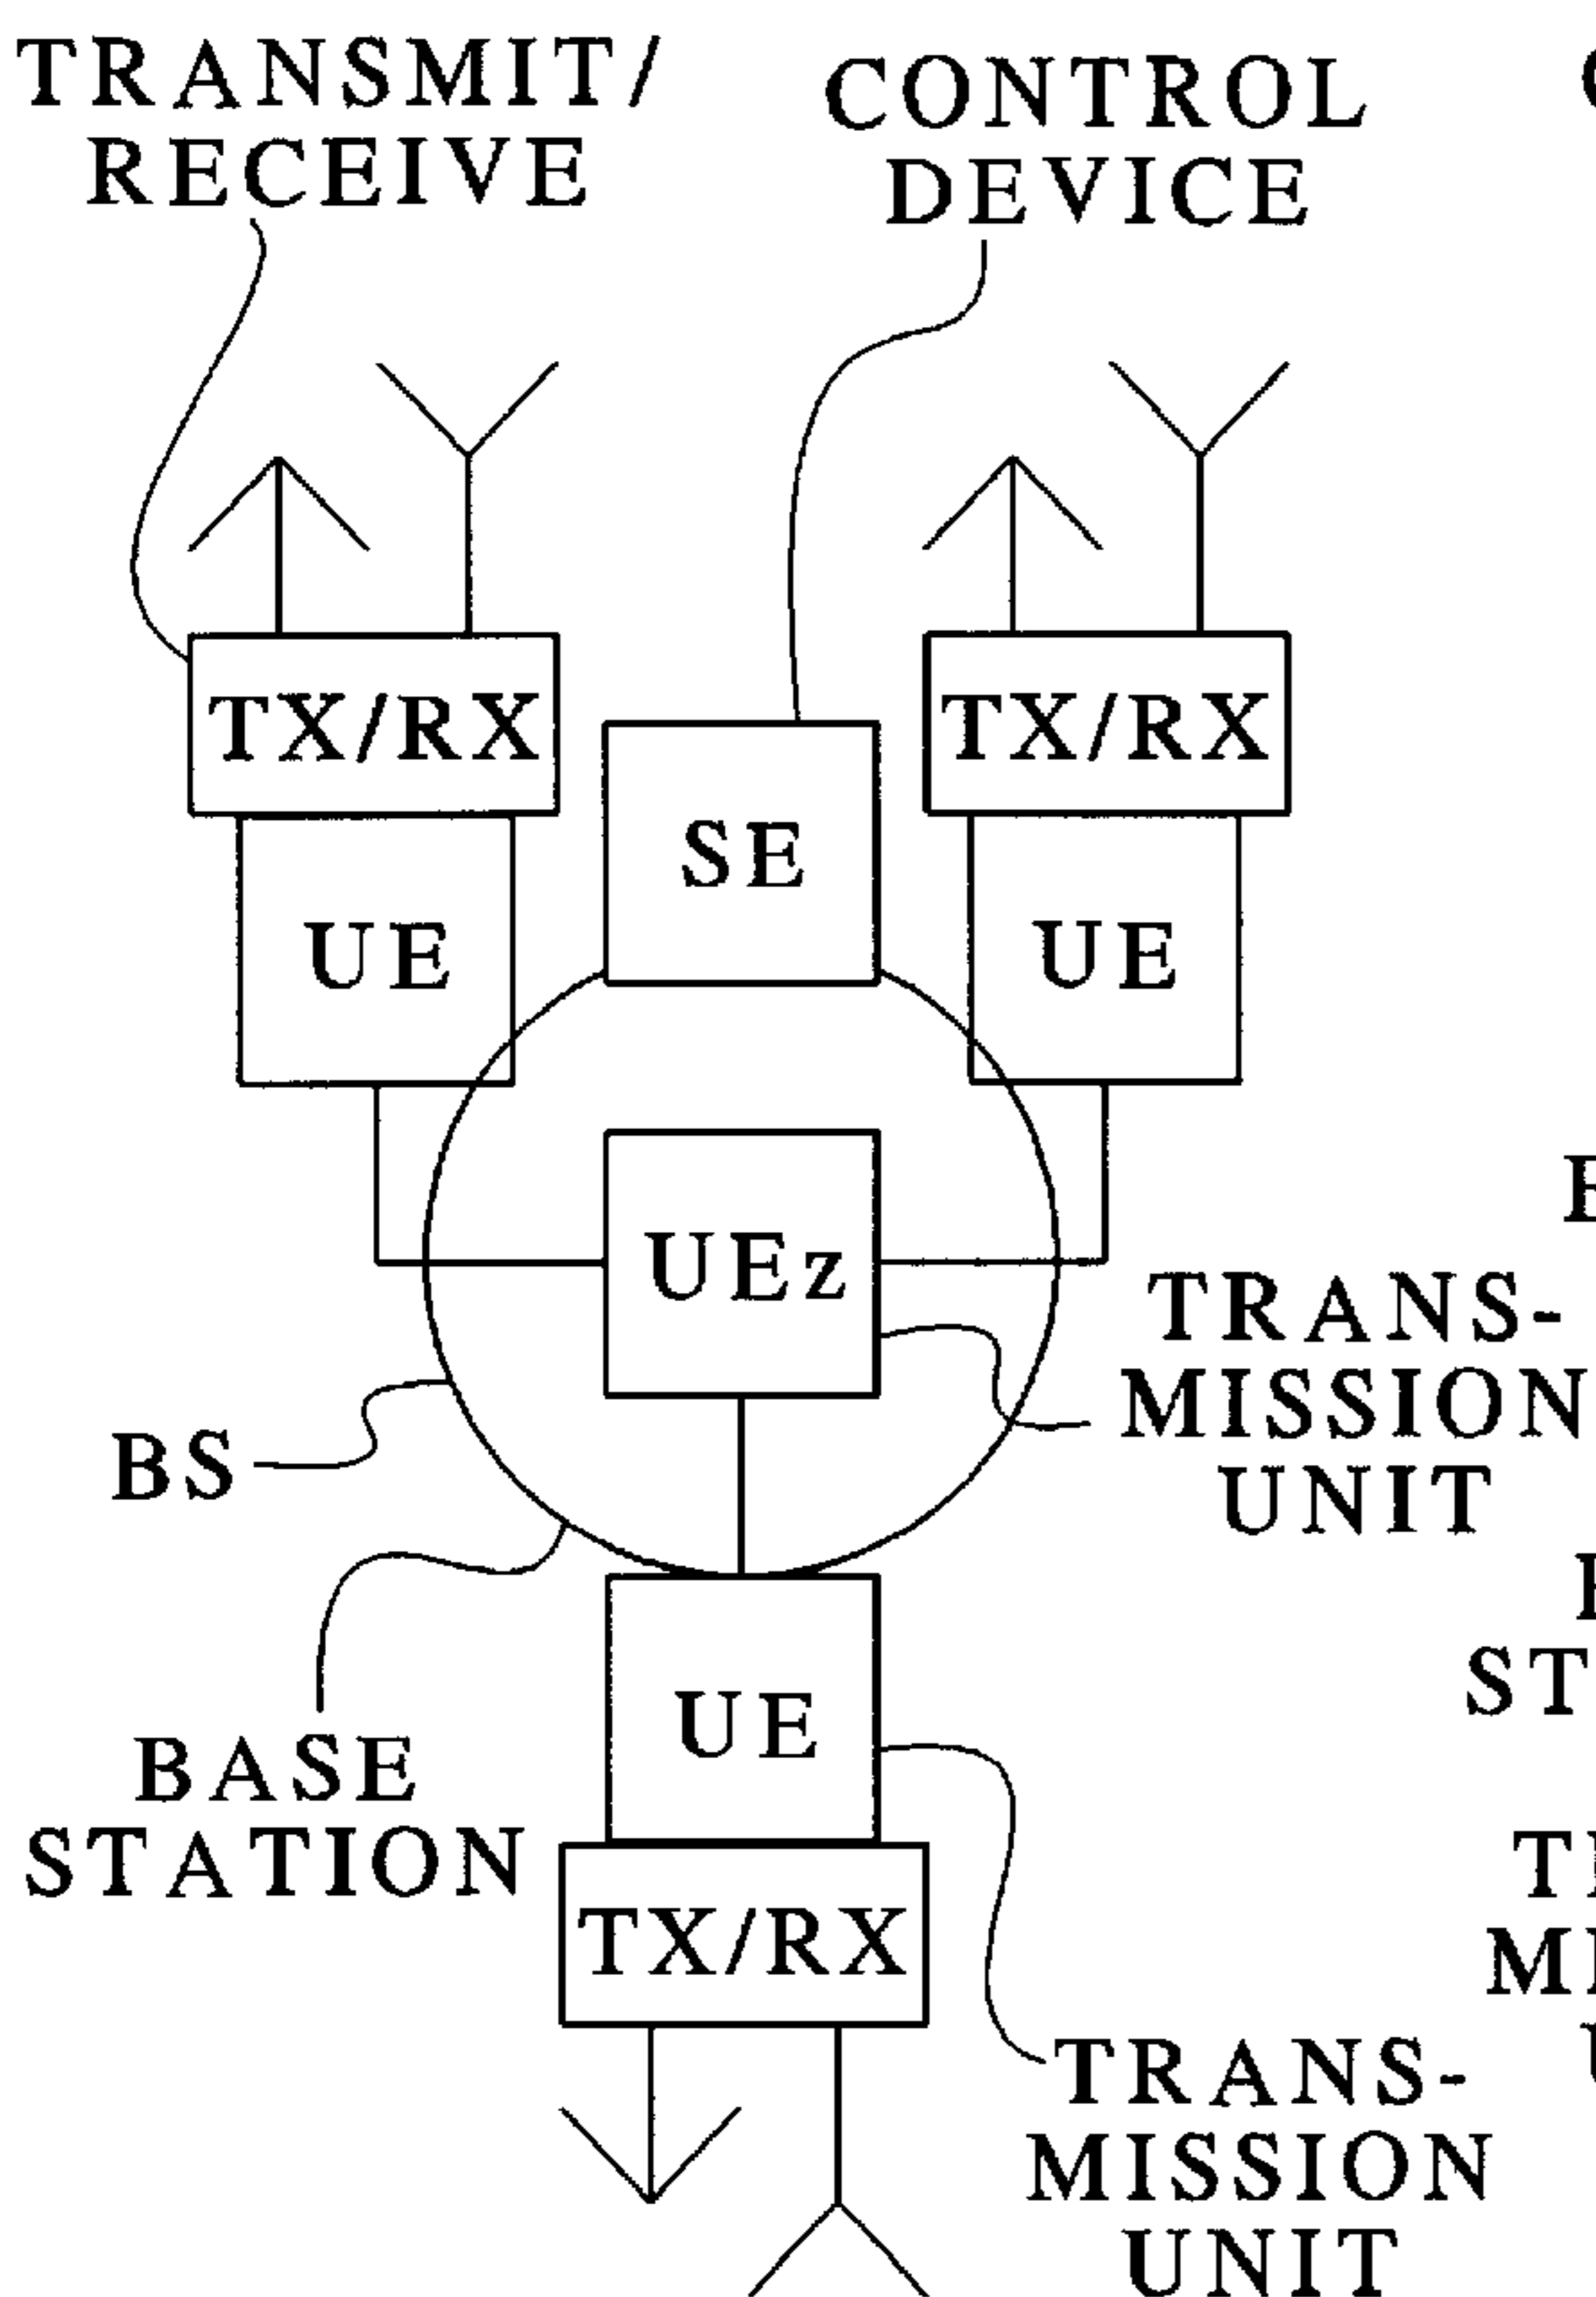 TRANSMIT/
RECEIVE
CONTROL
DEVICE
TX/RX
TX/RX
SE
UE
UE
UEz
TRANS-
MISSION
UNIT
BS
UE
BASE
STATION
TX/RX
TRANS-
MISSION
UNIT